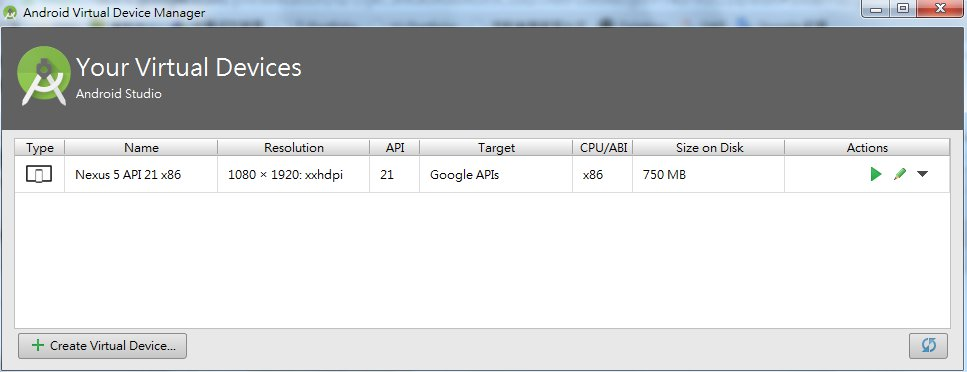 Android Virtual Device Manager
Your Virtual Devices
Android Studio
Type Name Resolution API Target CPU/ABI Size on Disk Actions
Nexus 5 API 21 x86 1080 × 1920: xxhdpi 21 Google APIs x86 750 MB
Create Virtual Device...